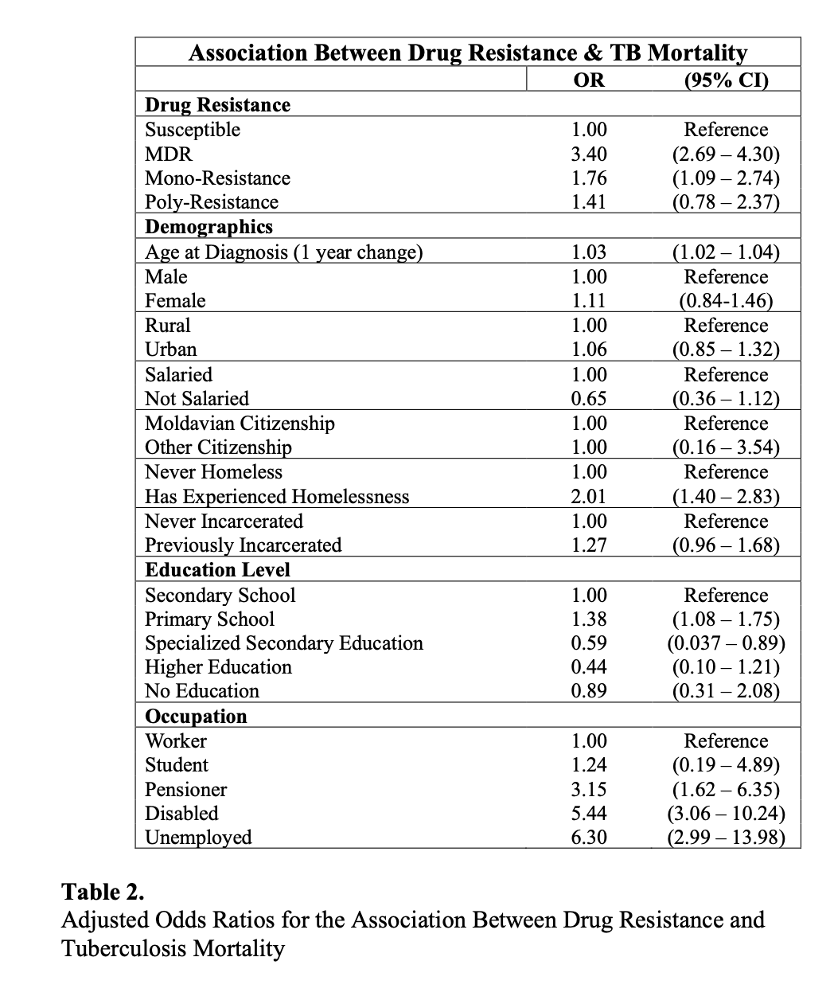 Association Between Drug Resistance & TB Mortality
OR (95% CI)
Drug Resistance
Susceptible 1.00 Reference
MDR 3.40 (2.69 – 4.30)
Mono-Resistance 1.76 (1.09 – 2.74)
Poly-Resistance 1.41 (0.78 – 2.37)
Demographics
Age at Diagnosis (1 year change) 1.03 (1.02 – 1.04)
Male 1.00 Reference
Female 1.11 (0.84-1.46)
Rural 1.00 Reference
Urban 1.06 (0.85 – 1.32)
Salaried 1.00 Reference
Not Salaried 0.65 (0.36 – 1.12)
Moldavian Citizenship 1.00 Reference
Other Citizenship 1.00 (0.16 – 3.54)
Never Homeless 1.00 Reference
Has Experienced Homelessness 2.01 (1.40 – 2.83)
Never Incarcerated 1.00 Reference
Previously Incarcerated 1.27 (0.96 – 1.68)
Education Level
Secondary School 1.00 Reference
Primary School 1.38 (1.08 – 1.75)
Specialized Secondary Education 0.59 (0.037 – 0.89)
Higher Education 0.44 (0.10 – 1.21)
No Education 0.89 (0.31 – 2.08)
Occupation
Worker 1.00 Reference
Student 1.24 (0.19 – 4.89)
Pensioner 3.15 (1.62 – 6.35)
Disabled 5.44 (3.06 – 10.24)
Unemployed 6.30 (2.99 – 13.98)
Table 2.
Adjusted Odds Ratios for the Association Between Drug Resistance and
Tuberculosis Mortality